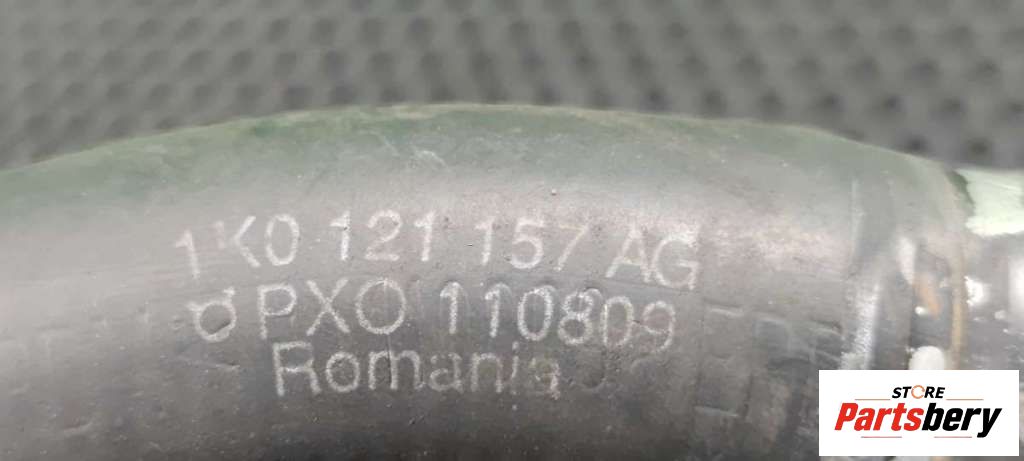 1K0 121 157 AG
PXO 110809
Romania
STORE
Partsbery